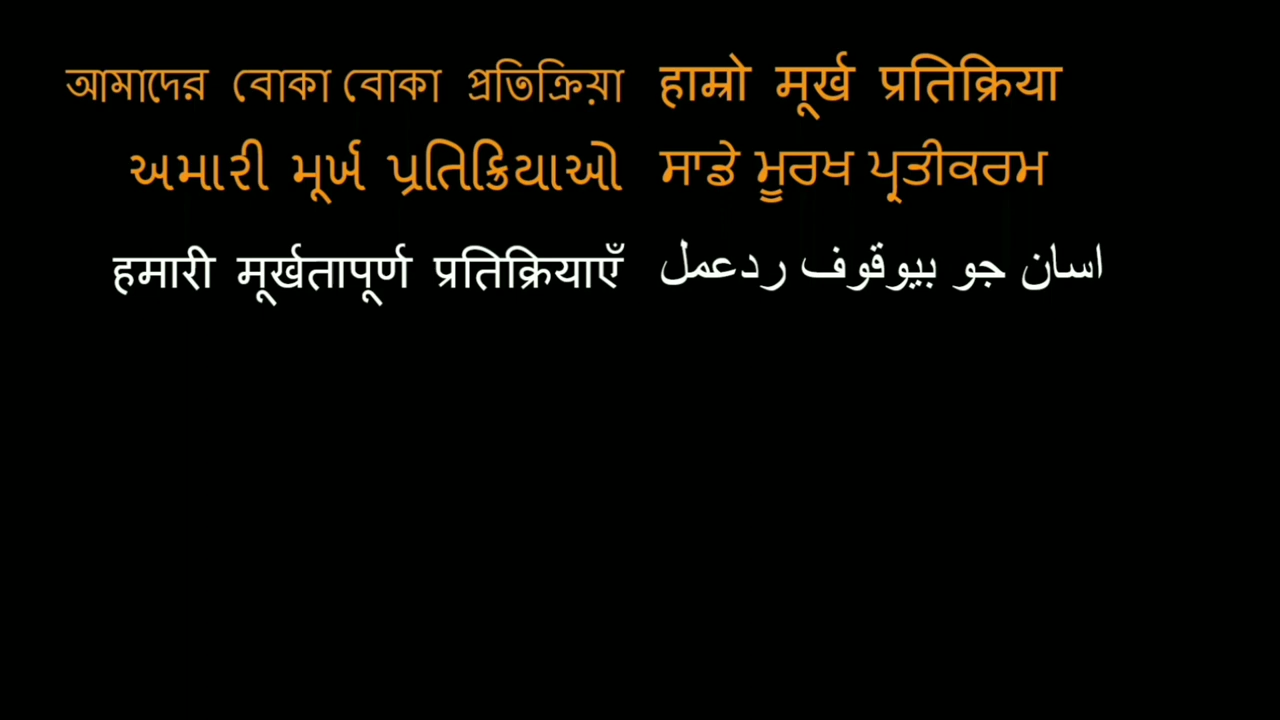 আমাদের বোকা বোকা প্রতিক্রিয়া
हाम्रो मूर्ख प्रतिक्रिया
અમારી મૂર્ખ પ્રતિક્રિયાઓ
ਸਾਡੇ ਮੂਰਖ ਪ੍ਰਤੀਕਰਮ
हमारी मूर्खतापूर्ण प्रतिक्रियाएँ
اسان جو بيوقوف ردعمل